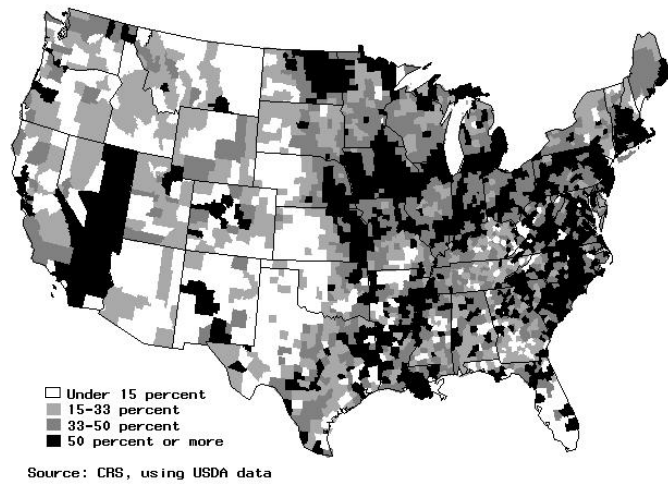 Under 15 percent
15-33 percent
33-50 percent
50 percent or more
Source: CRS, using USDA data